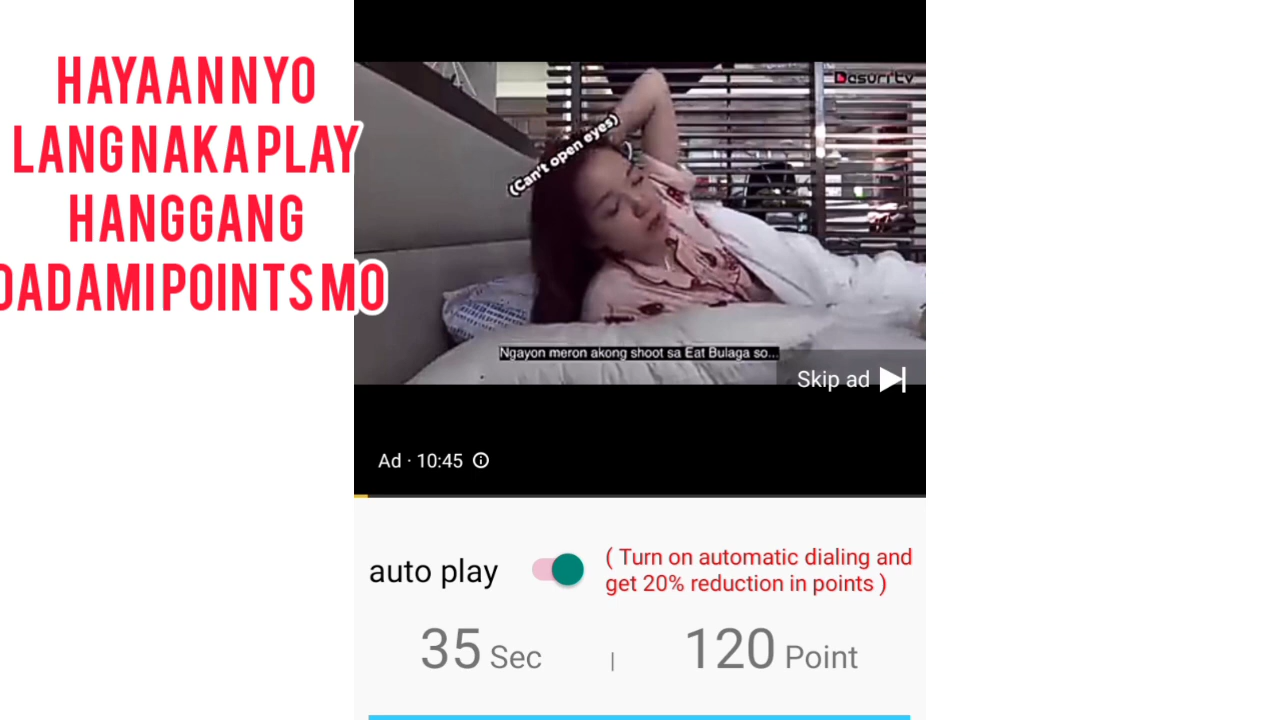 HAYAAN NYO
LANG NAKA PLAY
HANGGANG
DADAMI POINTS MO
DasuriTV
(Can't open eyes)
Ngayon meron akong shoot sa Eat Bulaga so...
Skip ad
Ad · 10:45
auto play
( Turn on automatic dialing and
get 20% reduction in points )
35 Sec | 120 Point